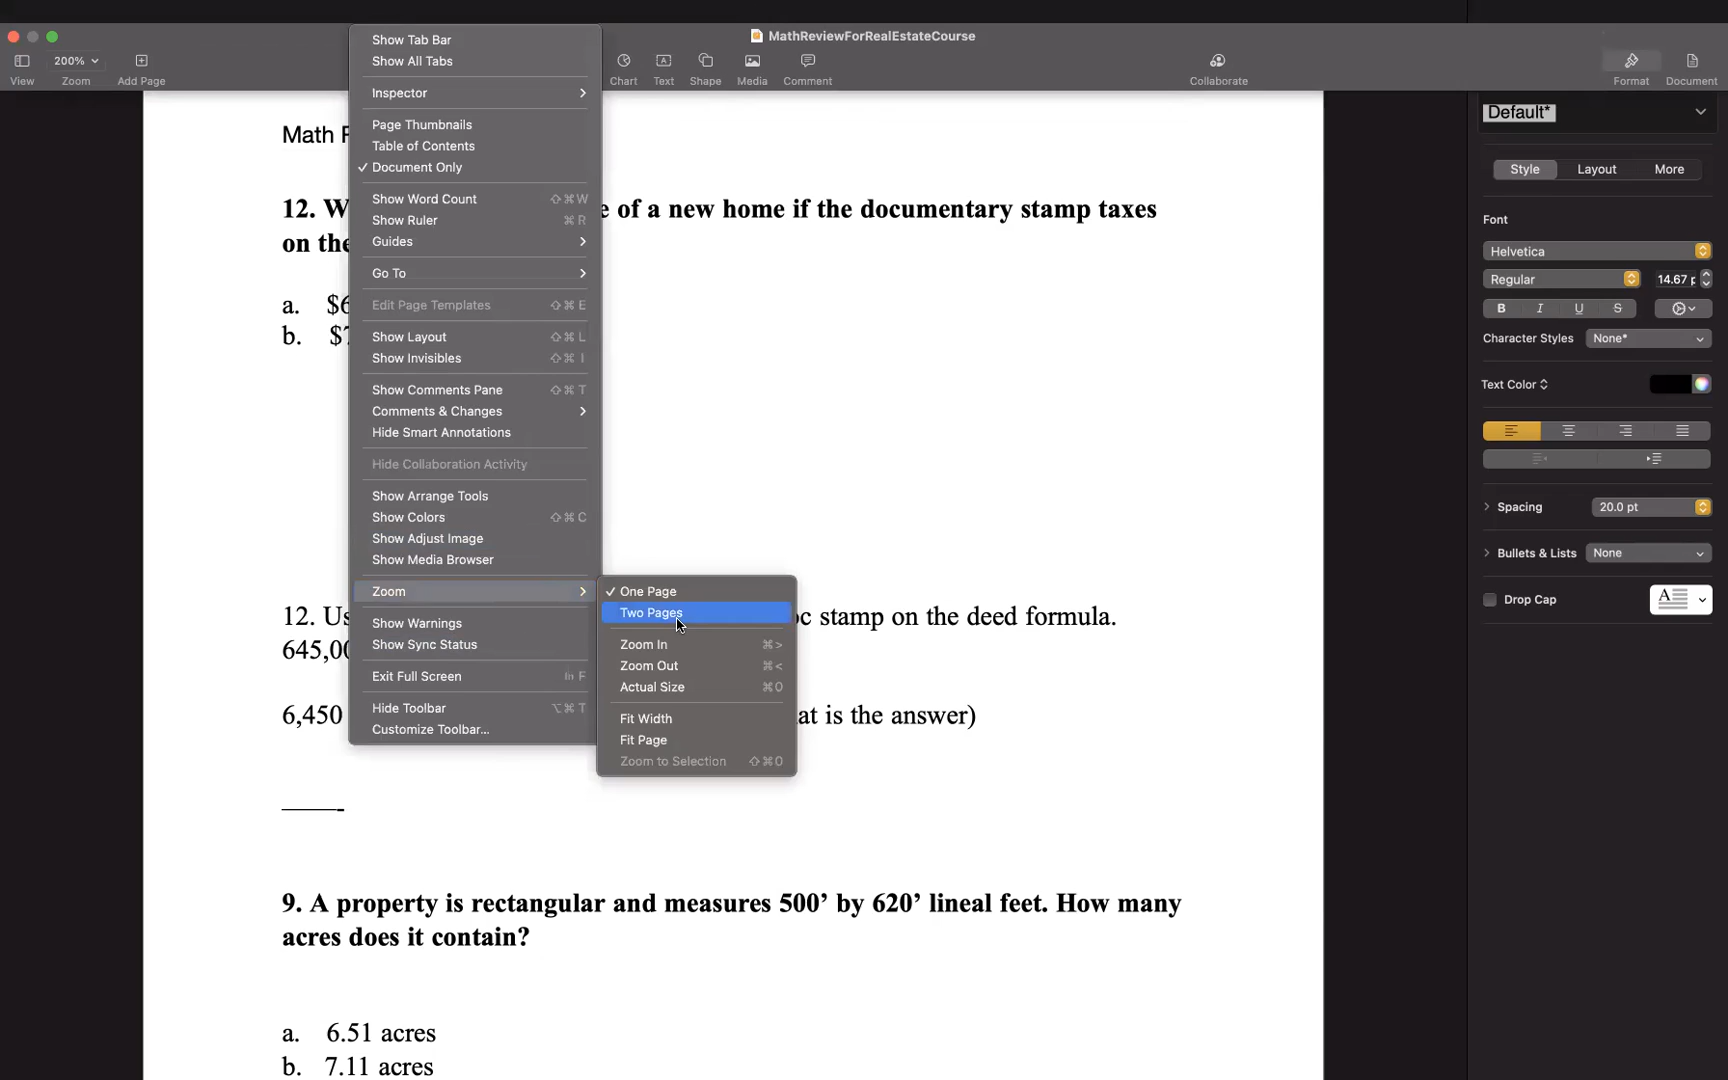 MathReviewForRealEstateCourse
200%
View
Zoom
Add Page
Chart
Text
Shape
Media
Comment
Collaborate
Format
Document
Show Tab Bar
Show All Tabs
Inspector
Page Thumbnails
Table of Contents
✓ Document Only
Show Word Count ⇧⌘W
Show Ruler ⌘R
Guides
Go To
Edit Page Templates ⇧⌘E
Show Layout ⇧⌘L
Show Invisibles ⇧⌘I
Show Comments Pane ⇧⌘T
Comments & Changes
Hide Smart Annotations
Hide Collaboration Activity
Show Arrange Tools
Show Colors ⇧⌘C
Show Adjust Image
Show Media Browser
Zoom
Show Warnings
Show Sync Status
Exit Full Screen F
Hide Toolbar ⌥⌘T
Customize Toolbar...
✓ One Page
Two Pages
Zoom In ⌘>
Zoom Out ⌘<
Actual Size ⌘0
Fit Width
Fit Page
Zoom to Selection ⇧⌘0
Math
12. of a new home if the documentary stamp taxes
on the
a. $6
b. $7
12. stamp on the deed formula.
645,00
6,450 is the answer)
———-
9. A property is rectangular and measures 500’ by 620’ lineal feet. How many
acres does it contain?
a. 6.51 acres
b. 7.11 acres
Default*
Style
Layout
More
Font
Helvetica
Regular
14.67
B I U S
Character Styles None*
Text Color
Spacing 20.0 pt
Bullets & Lists None
Drop Cap
A